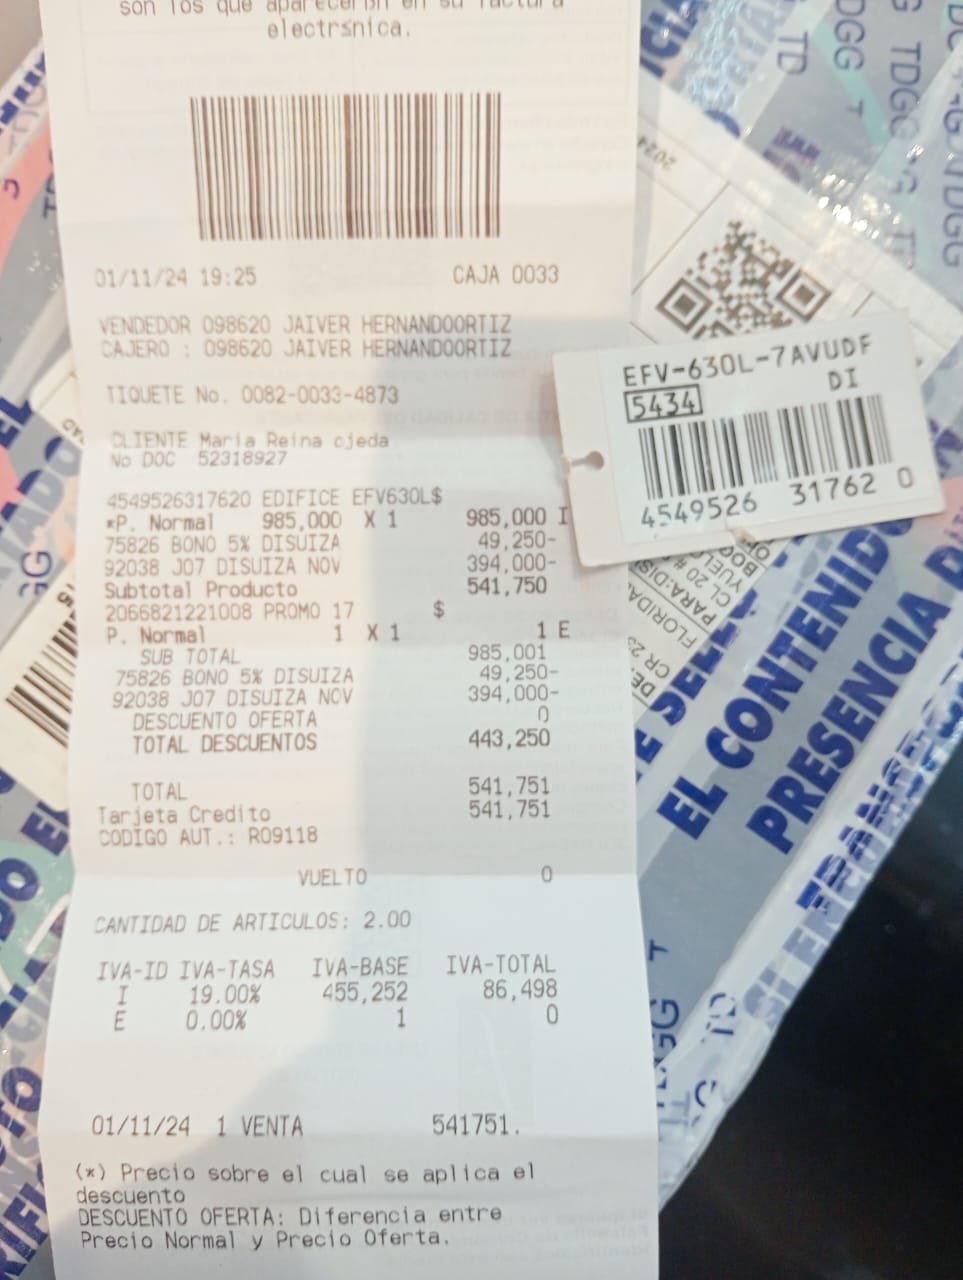 son los que aparecerán en su factura
electrsnica.
01/11/24 19:25 CAJA 0033
VENDEDOR 098620 JAIVER HERNANDOORTIZ
CAJERO : 098620 JAIVER HERNANDOORTIZ
TIQUETE No. 0082-0033-4873
CLIENTE Maria Reina ojeda
No DOC 52318927
4549526317620 EDIFICE EFV630L$
*P. Normal 985,000 X 1 985,000 I
75826 BONO 5% DISUIZA 49,250-
92038 J07 DISUIZA NOV 394,000-
Subtotal Producto 541,750
2066821221008 PROMO 17 $
P. Normal 1 X 1 1 E
SUB TOTAL 985,001
75826 BONO 5% DISUIZA 49,250-
92038 J07 DISUIZA NOV 394,000-
DESCUENTO OFERTA 0
TOTAL DESCUENTOS 443,250
TOTAL 541,751
Tarjeta Credito 541,751
CODIGO AUT.: R09118
VUELTO 0
CANTIDAD DE ARTICULOS: 2.00
IVA-ID IVA-TASA IVA-BASE IVA-TOTAL
I 19.00% 455,252 86,498
E 0.00% 1 0
01/11/24 1 VENTA 541751.
(*) Precio sobre el cual se aplica el
descuento
DESCUENTO OFERTA: Diferencia entre
Precio Normal y Precio Oferta.
EFV-630L-7AVUDF
DI
5434
4549526 31762 0
2024
TDGG
TDGG
EL CONTENIDO
PRESENCIA